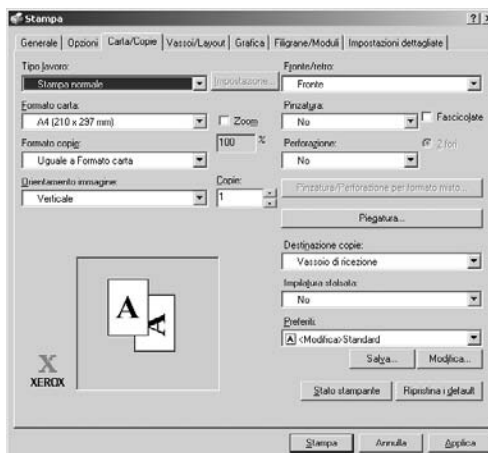 Stampa
Generale Opzioni Carta/Copie Vassoi/Layout Grafica Filigrane/Moduli Impostazioni dettagliate
Tipo lavoro:
Stampa normale
Impostazione...
Formato carta:
A4 (210 x 297 mm)
Zoom
100 %
Formato copie:
Uguale a Formato carta
Orientamento immagine:
Verticale
Copie:
1
A
A
X
XEROX
Fronte/retro:
Fronte
Pinzatura:
No
Fascicolate
Perforazione:
No
2 fori
Pinzatura/Perforazione per formato misto...
Piegatura...
Destinazione copie:
Vassoio di ricezione
Impilatura sfalsata:
No
Preferiti:
A <Modifica>Standard
Salva... Modifica...
Stato stampante Ripristina i default
Stampa Annulla Applica